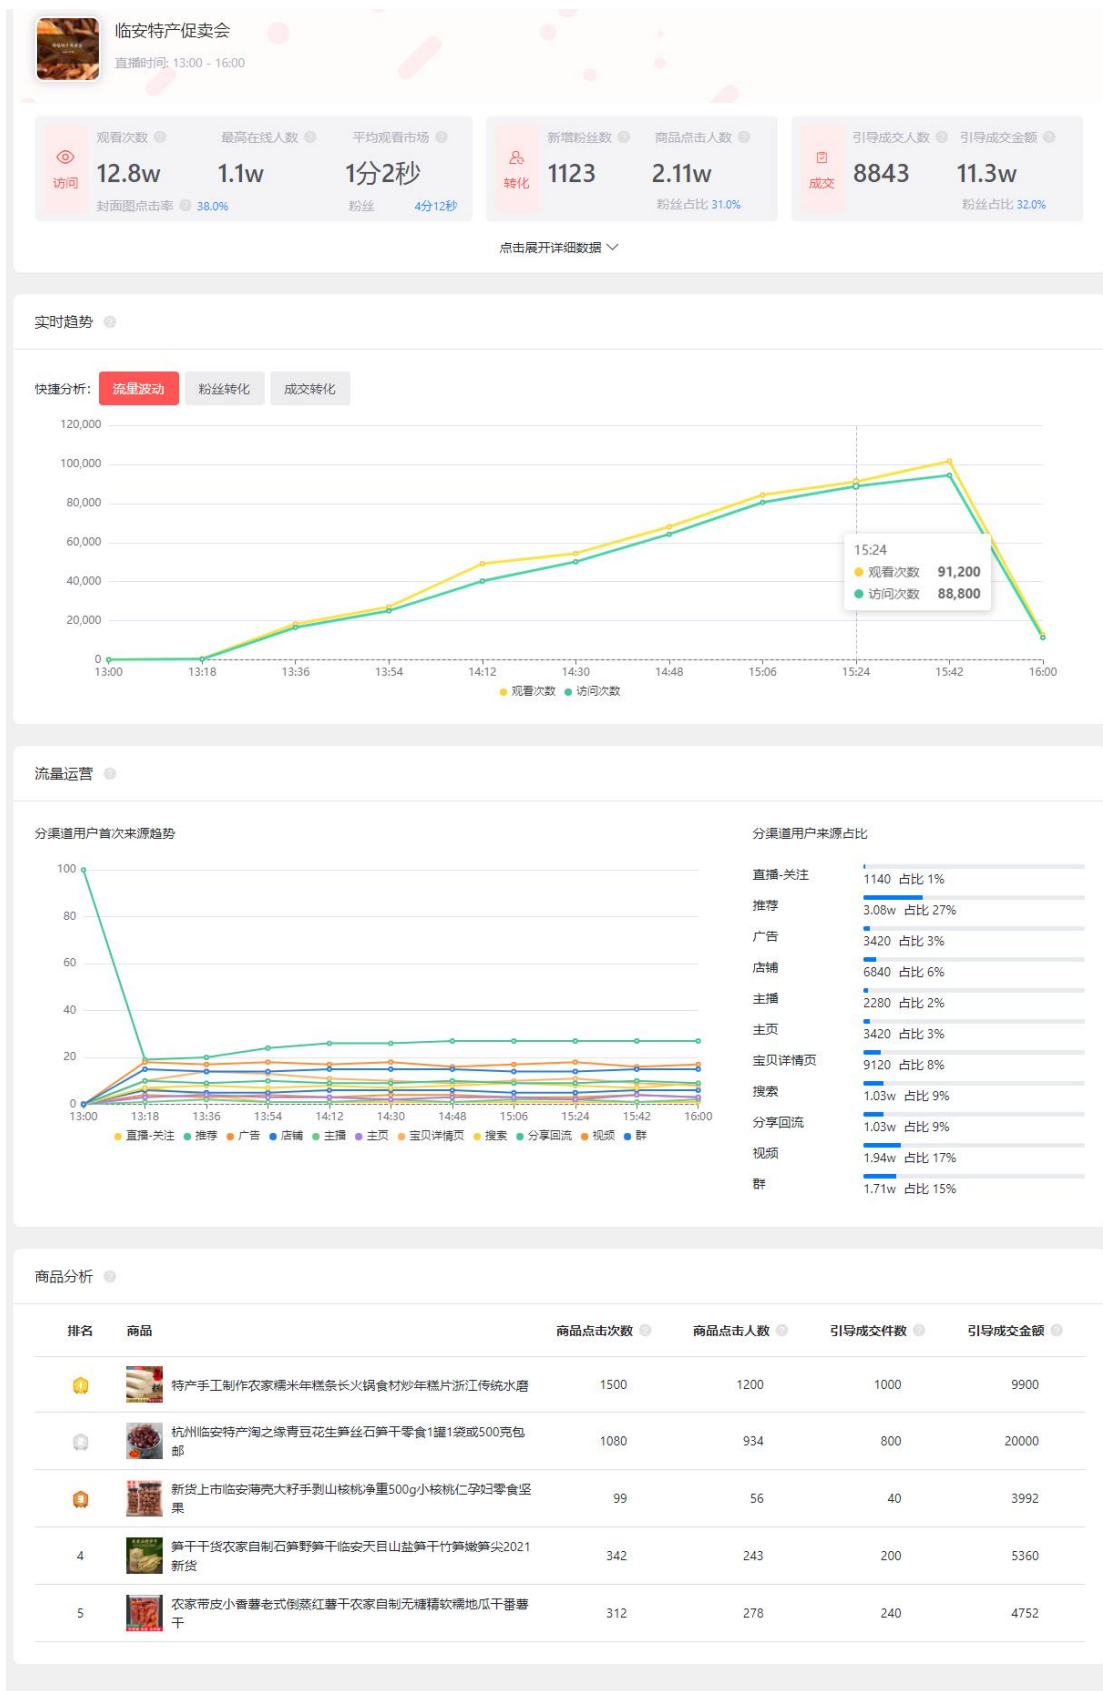 临安特产促卖会
直播时间: 13:00 - 16:00
访问
观看次数 最高在线人数 平均观看市场
12.8w 1.1w 1分2秒
封面图点击率 38.0% 粉丝 4分12秒
转化
新增粉丝数 商品点击人数
1123 2.11w
粉丝占比 31.0%
成交
引导成交人数 引导成交金额
8843 11.3w
粉丝占比 32.0%
点击展开详细数据
实时趋势
快捷分析: 流量波动 粉丝转化 成交转化
120,000
100,000
80,000
60,000
40,000
20,000
0
15:24
观看次数 91,200
访问次数 88,800
13:00 13:18 13:36 13:54 14:12 14:30 14:48 15:06 15:24 15:42 16:00
观看次数 访问次数
流量运营
分渠道用户首次来源趋势
100
80
60
40
20
0
13:00 13:18 13:36 13:54 14:12 14:30 14:48 15:06 15:24 15:42 16:00
直播-关注 推荐 广告 店铺 主播 主页 宝贝详情页 搜索 分享回流 视频 群
分渠道用户来源占比
直播-关注 1140 占比 1%
推荐 3.08w 占比 27%
广告 3420 占比 3%
店铺 6840 占比 6%
主播 2280 占比 2%
主页 3420 占比 3%
宝贝详情页 9120 占比 8%
搜索 1.03w 占比 9%
分享回流 1.03w 占比 9%
视频 1.94w 占比 17%
群 1.71w 占比 15%
商品分析
排名 商品 商品点击次数 商品点击人数 引导成交件数 引导成交金额
特产手工制作农家糯米年糕条长火锅食材炒年糕片浙江传统水磨 1500 1200 1000 9900
杭州临安特产淘之缘青豆花生笋丝石笋干零食1罐1袋或500克包
邮 1080 934 800 20000
3 新货上市临安薄壳大籽手剥山核桃净重500g小核桃仁孕妇零食坚
果 99 56 40 3992
4 笋干干货农家自制石笋野笋干临安天目山盐笋干竹笋嫩笋尖2021
新货 342 243 200 5360
5 农家带皮小香薯老式倒蒸红薯干农家自制无糖精软糯地瓜干番薯
干 312 278 240 4752